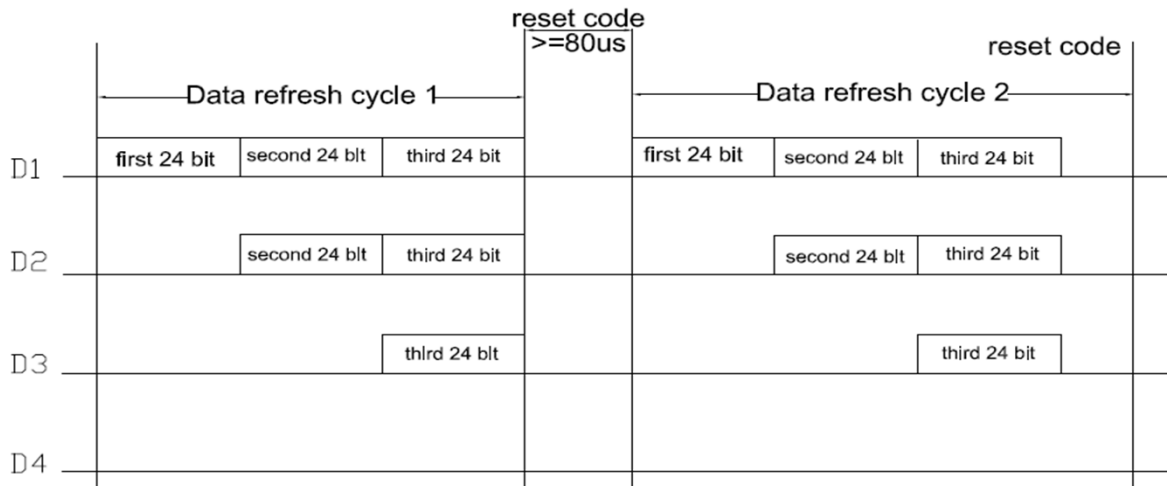 reset code
>=80us
reset code
Data refresh cycle 1
Data refresh cycle 2
D1 first 24 bit second 24 blt third 24 bit first 24 bit second 24 blt third 24 bit
D2 second 24 blt third 24 bit second 24 blt third 24 bit
D3 thlrd 24 blt third 24 bit
D4